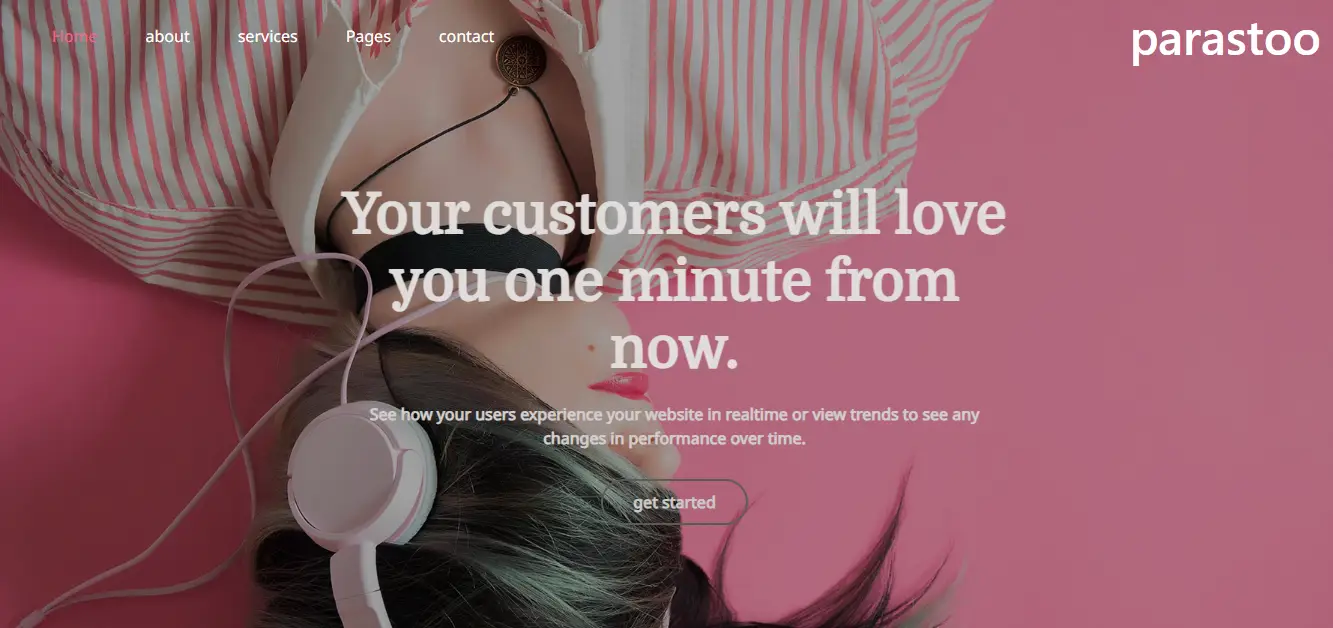 Home about services Pages contact parastoo
Your customers will love
you one minute from
now.
See how your users experience your website in realtime or view trends to see any
changes in performance over time.
get started